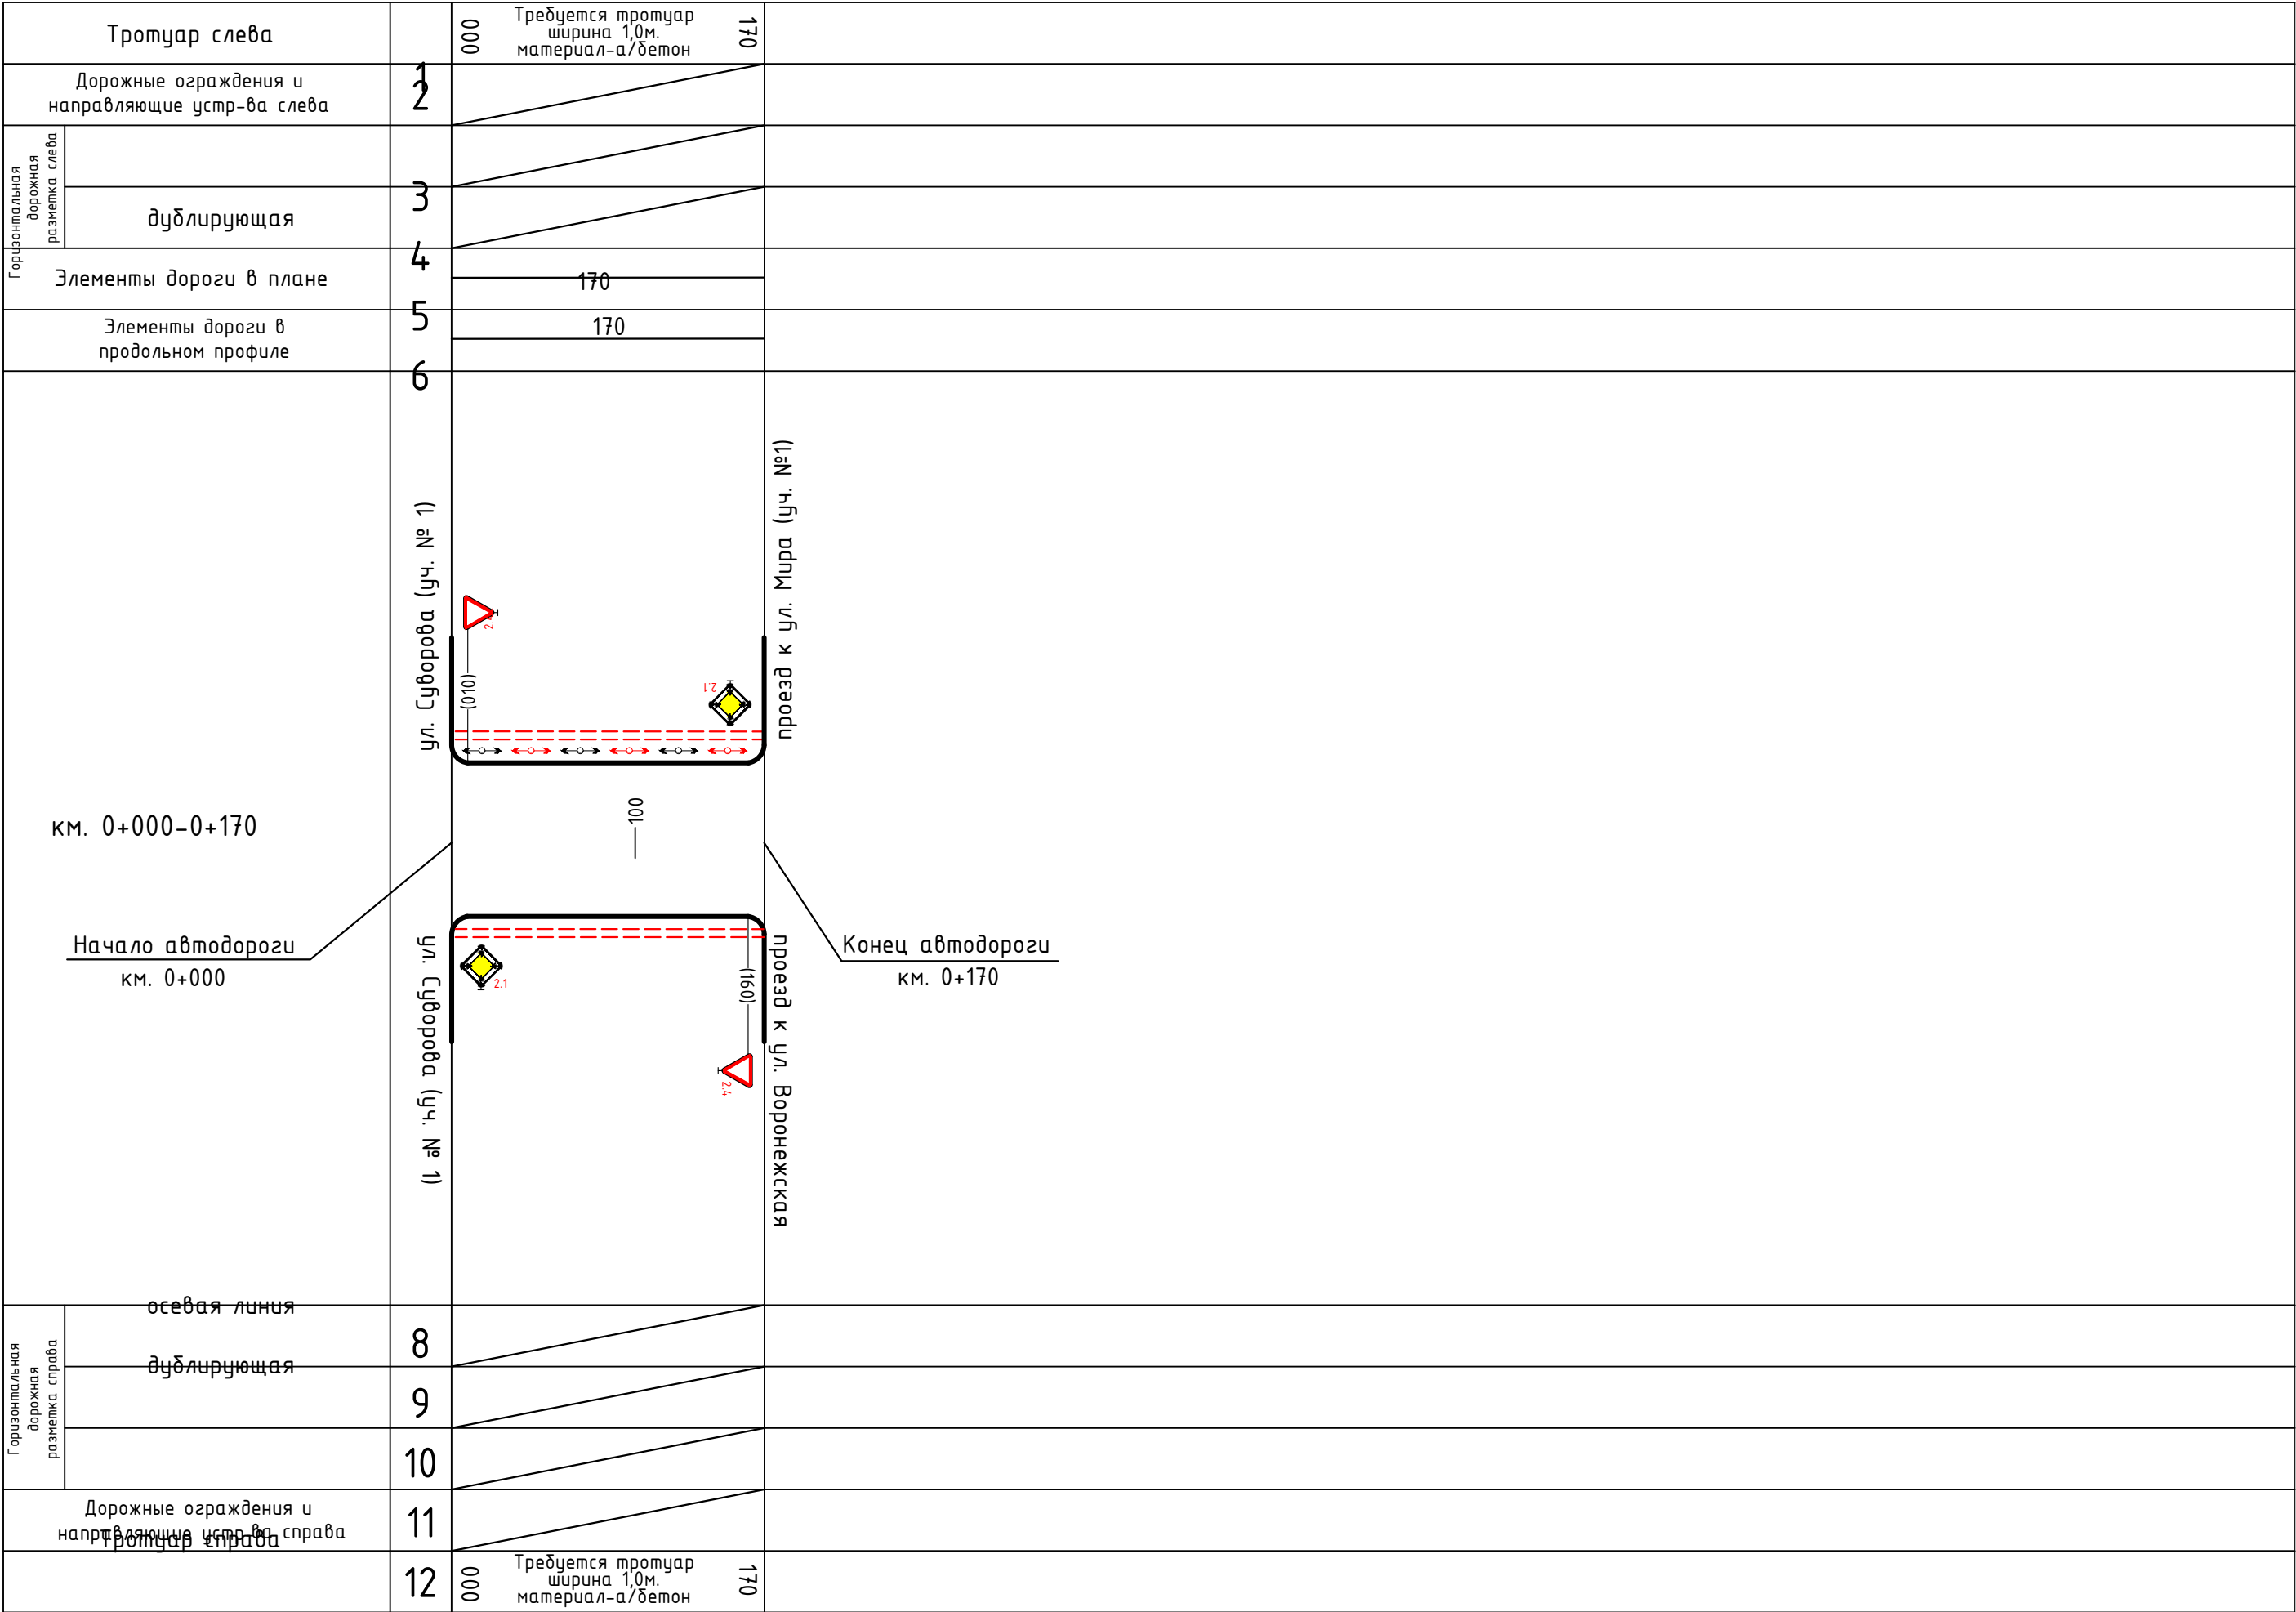 Тротуар слева
000
Требуется тротуар
ширина 1,0м.
материал-а/бетон
170
1
Дорожные ограждения и
направляющие устр-ва слева
2
Горизонтальная
дорожная
разметка слева
3
дублирующая
4
Элементы дороги в плане
170
5
Элементы дороги в
продольном профиле
170
6
ул. Суворова (уч. № 1)
проезд к ул. Мира (уч. №1)
(010)
2.1
100
км. 0+000-0+170
Начало автодороги
км. 0+000
Конец автодороги
км. 0+170
ул. Суворова (уч. № 1)
2.1
(160)
2.4
проезд к ул. Воронежская
Горизонтальная
дорожная
разметка справа
осевая линия
8
дублирующая
9
10
Дорожные ограждения и
направляющие устр-ва справа
11
Тротуар справа
12
000
Требуется тротуар
ширина 1,0м.
материал-а/бетон
170